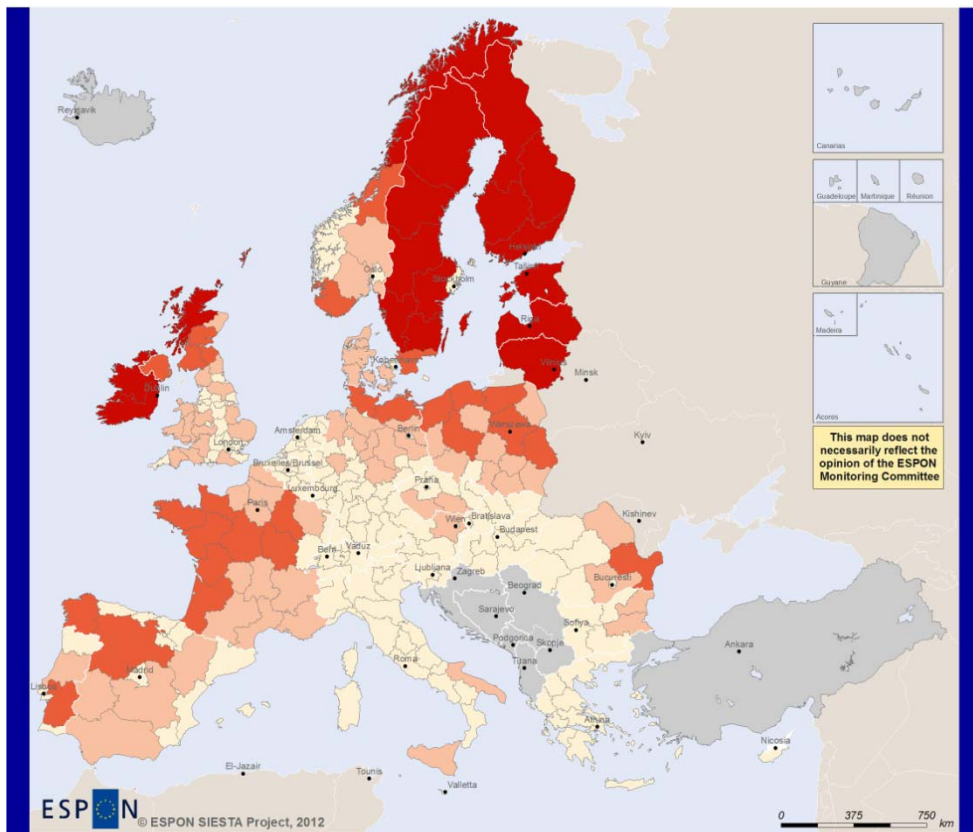 Reykjavik
Canarias
Guadeloupe
Martinique
Réunion
Guyane
Madeira
Acores
This map does not
necessarily reflect the
opinion of the ESPON
Monitoring Committee
Helsinki
Oslo
Tallinn
Stockholm
Riga
København
Vilnius
Minsk
Dublin
Amsterdam
Berlin
Warszawa
London
Bruxelles/Brussel
Kyiv
Luxembourg
Praha
Paris
Wien
Bratislava
Kishinev
Budapest
Bern
Vaduz
Ljubljana
Zagreb
Beograd
Bucuresti
Sarajevo
Sofiya
Podgorica
Skopje
Ankara
Roma
Tirana
Madrid
Lisboa
Athina
Nicosia
El-Jazair
Tounis
Valletta
ESPON
© ESPON SIESTA Project, 2012
0 375 750
km